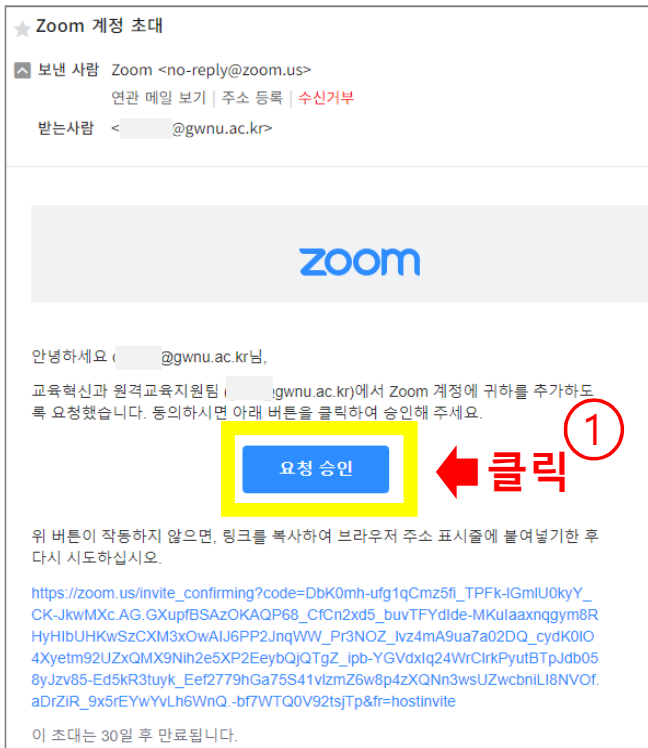 Zoom 계정 초대
보낸 사람 Zoom <no-reply@zoom.us>
연관 메일 보기 | 주소 등록 | 수신거부
받는사람 < @gwnu.ac.kr>
zoom
안녕하세요 @gwnu.ac.kr님,
교육혁신과 원격교육지원팀 ( gwnu.ac.kr)에서 Zoom 계정에 귀하를 추가하도
록 요청했습니다. 동의하시면 아래 버튼을 클릭하여 승인해 주세요.
①
요청 승인
클릭
위 버튼이 작동하지 않으면, 링크를 복사하여 브라우저 주소 표시줄에 붙여넣기한 후
다시 시도하십시오.
https://zoom.us/invite_confirming?code=DbK0mh-ufg1qCmz5fi_TPFk-lGmlU0kyY_
CK-JkwMXc.AG.GXupfBSAzOKAQP68_CfCn2xd5_buvTFYdlde-MKulaaxnqgym8R
HyHIbUHKwSzCXM3xOwAIJ6PP2JnqWW_Pr3NOZ_lvz4mA9ua7a02DQ_cydK0lO
4Xyetm92UZxQMX9Nih2e5XP2EeybQjQTgZ_ipb-YGVdxlq24WrClrkPyutBTpJdb05
8yJzv85-Ed5kR3tuyk_Eef2779hGa75S41vlzmZ6w8p4zXQNn3wsUZwcbniLI8NVOf.
aDrZiR_9x5rEYwYvLh6WnQ.-bf7WTQ0V92tsjTp&fr=hostinvite
이 초대는 30일 후 만료됩니다.